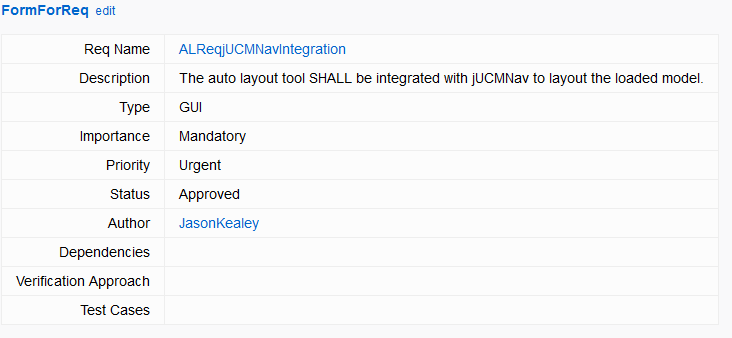 FormForReq edit
Req Name ALReqjUCMNavIntegration
Description The auto layout tool SHALL be integrated with jUCMNav to layout the loaded model.
Type GUI
Importance Mandatory
Priority Urgent
Status Approved
Author JasonKealey
Dependencies
Verification Approach
Test Cases